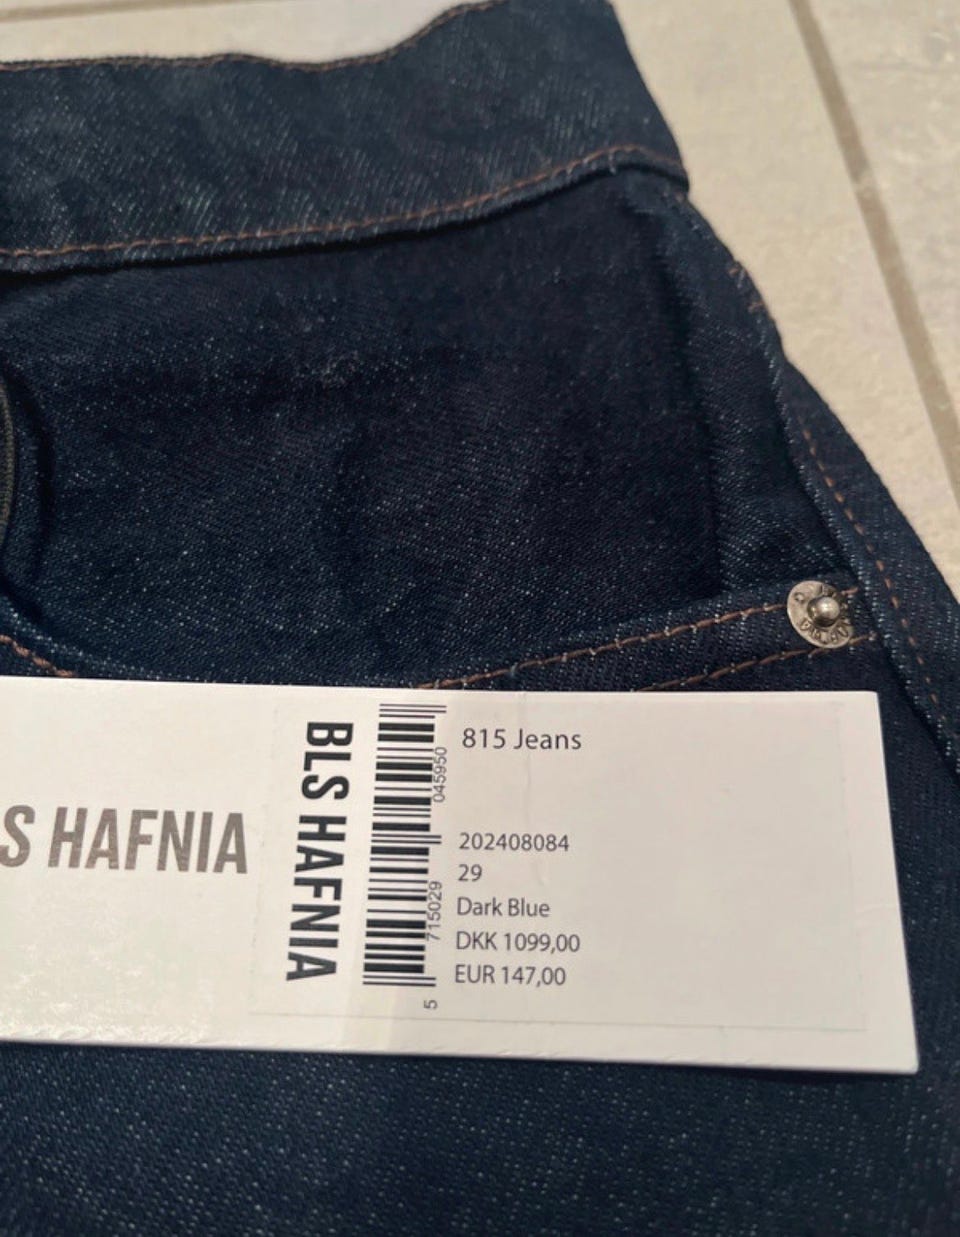 S HAFNIA
BLS HAFNIA
5 715029 045950
815 Jeans
202408084
29
Dark Blue
DKK 1099,00
EUR 147,00